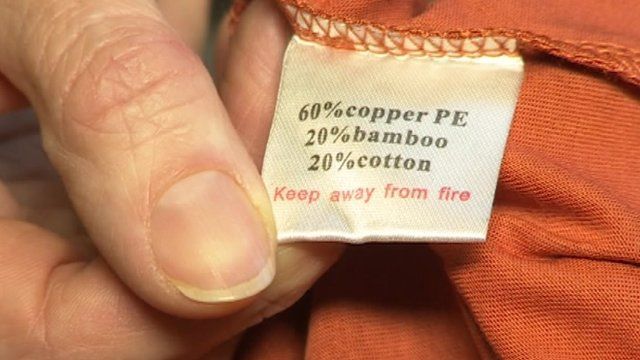 60%copper PE
20%bamboo
20%cotton
Keep away from fire